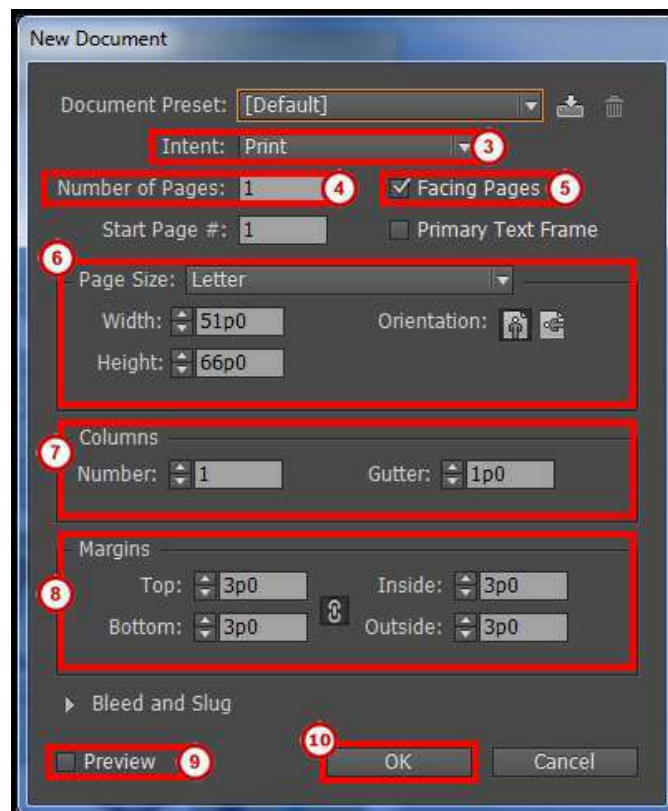 New Document
Document Preset: [Default]
Intent: Print 3
Number of Pages: 1 4 Facing Pages 5
Start Page #: 1 Primary Text Frame
6
Page Size: Letter
Width: 51p0 Orientation:
Height: 66p0
Columns
7
Number: 1 Gutter: 1p0
Margins
8
Top: 3p0 Inside: 3p0
Bottom: 3p0 Outside: 3p0
Bleed and Slug
Preview 9 10 OK Cancel